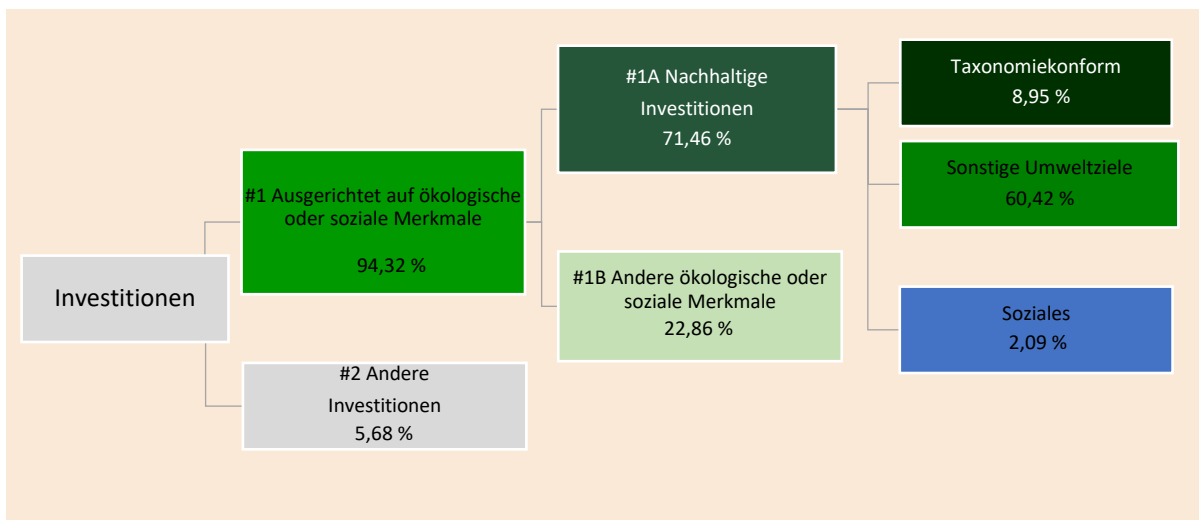 Investitionen
#1 Ausgerichtet auf ökologische
oder soziale Merkmale
94,32 %
#2 Andere
Investitionen
5,68 %
#1A Nachhaltige
Investitionen
71,46 %
#1B Andere ökologische oder
soziale Merkmale
22,86 %
Taxonomiekonform
8,95 %
Sonstige Umweltziele
60,42 %
Soziales
2,09 %